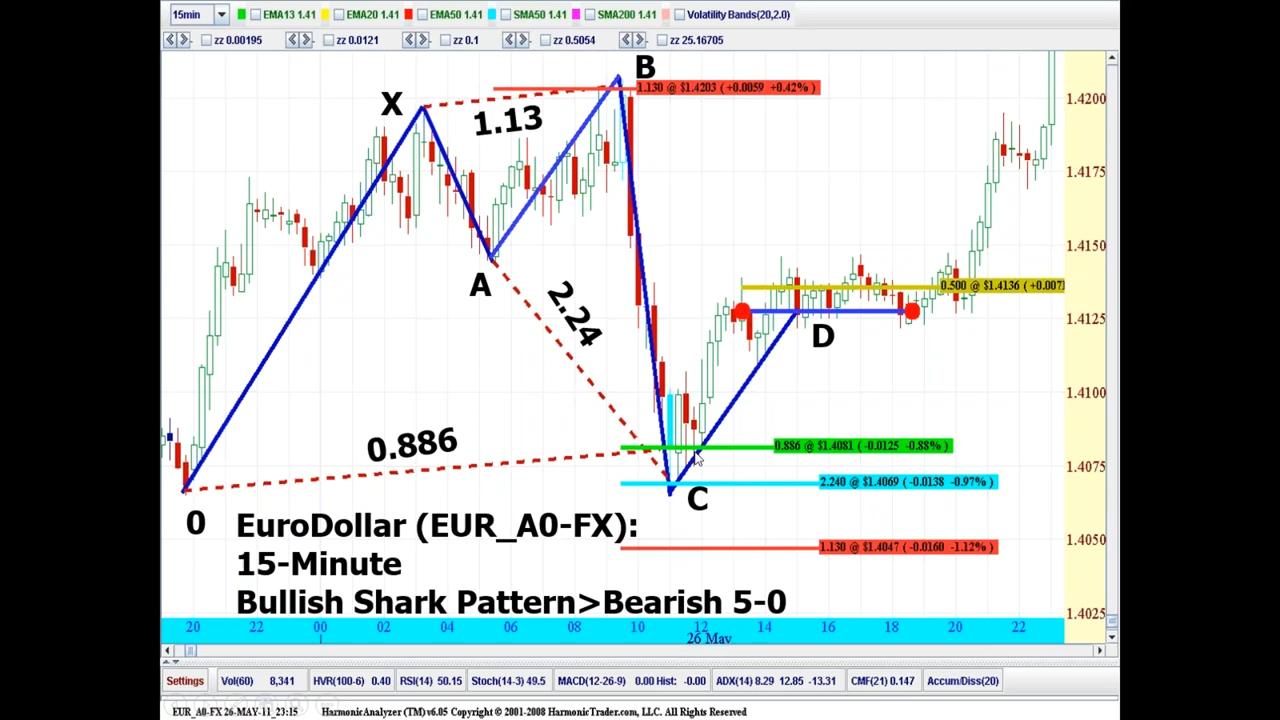 15min EMA13 1.41 EMA20 1.41 EMA50 1.41 SMA50 1.41 SMA200 1.41 Volatility Bands(20,2.0)
zz 0.00195 zz 0.0121 zz 0.1 zz 0.5054 zz 25.16705
B
1.130 @ $1.4203 ( +0.0059 +0.42% )
X
1.13
1.4200
1.4175
1.4150
A
2.24
0.500 @ $1.4136 ( +0.007
1.4125
D
1.4100
0.886
0.886 @ $1.4081 ( -0.0125 -0.88% )
1.4075
2.240 @ $1.4069 ( -0.0138 -0.97% )
C
0
EuroDollar (EUR_A0-FX):
1.4050
1.130 @ $1.4047 ( -0.0160 -1.12% )
15-Minute
Bullish Shark Pattern>Bearish 5-0
1.4025
20 22 00 02 04 06 08 10 12 14 16 18 20 22
26 May
Settings Vol(60) 8,341 HVR(100-6) 0.40 RSI(14) 50.15 Stoch(14-3) 49.5 MACD(12-26-9) 0.00 Hist: -0.00 ADX(14) 8.29 12.85 -13.31 CMF(21) 0.147 Accum/Diss(20)
EUR_A0-FX 26-MAY-11_23:15 HarmonicAnalyzer (TM) v6.05 Copyright © 2001-2008 HarmonicTrader.com, LLC. All Rights Reserved